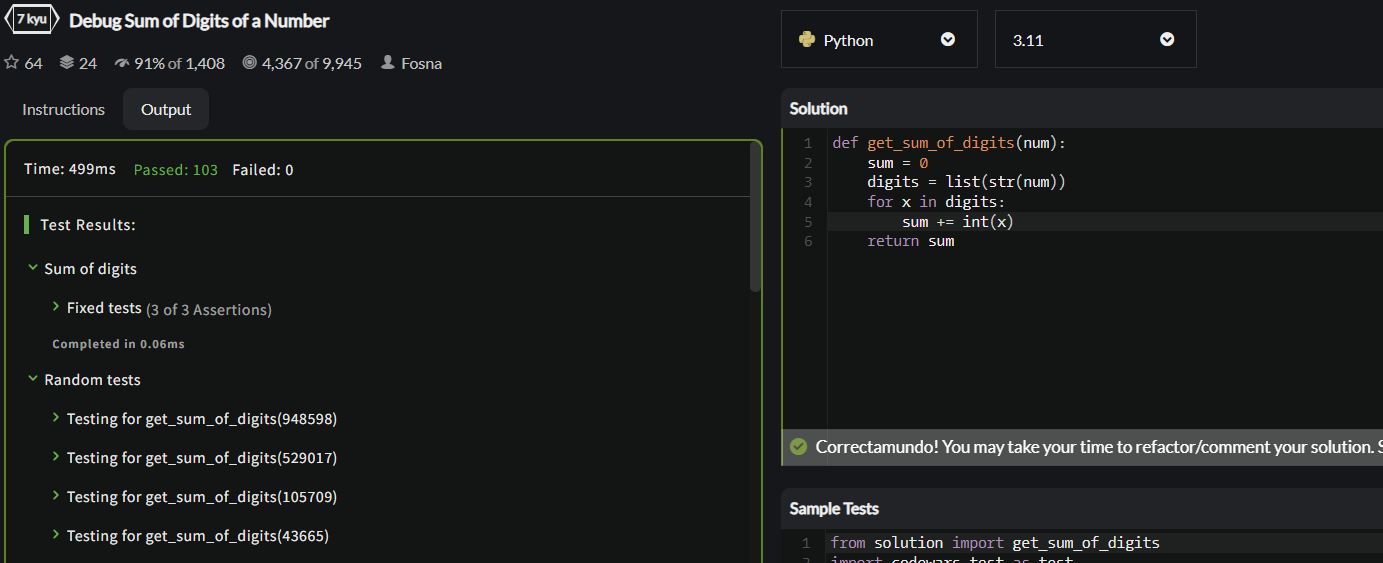 7 kyu Debug Sum of Digits of a Number
64 24 91% of 1,408 4,367 of 9,945 Fosna
Instructions Output
Time: 499ms Passed: 103 Failed: 0
Test Results:
Sum of digits
Fixed tests (3 of 3 Assertions)
Completed in 0.06ms
Random tests
Testing for get_sum_of_digits(948598)
Testing for get_sum_of_digits(529017)
Testing for get_sum_of_digits(105709)
Testing for get_sum_of_digits(43665)
Python 3.11
Solution
1 def get_sum_of_digits(num):
2     sum = 0
3     digits = list(str(num))
4     for x in digits:
5         sum += int(x)
6     return sum
Correctamundo! You may take your time to refactor/comment your solution. S
Sample Tests
1 from solution import get_sum_of_digits
2 import codewars_test as test